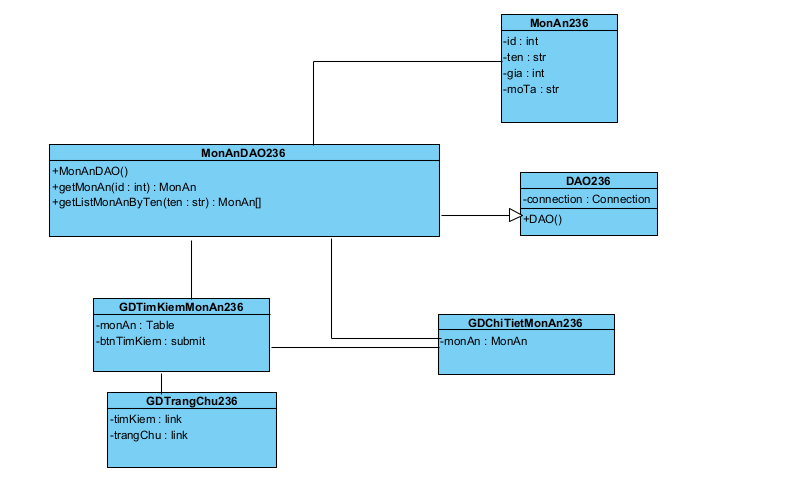 MonAn236
-id : int
-ten : str
-gia : int
-moTa : str
MonAnDAO236
+MonAnDAO()
+getMonAn(id : int) : MonAn
+getListMonAnByTen(ten : str) : MonAn[]
DAO236
-connection : Connection
+DAO()
GDTimKiemMonAn236
-monAn : Table
-btnTimKiem : submit
GDChiTietMonAn236
-monAn : MonAn
GDTrangChu236
-timKiem : link
-trangChu : link